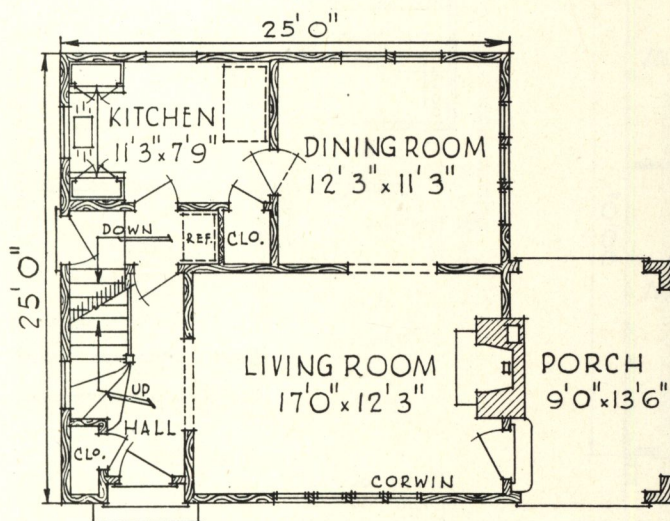 25'0"
KITCHEN
11'3" x 7'9"
DINING ROOM
12'3" x 11'3"
DOWN
REF.
CLO.
25'0"
LIVING ROOM
17'0" x 12'3"
PORCH
9'0" x 13'6"
UP
HALL
CLO.
CORWIN